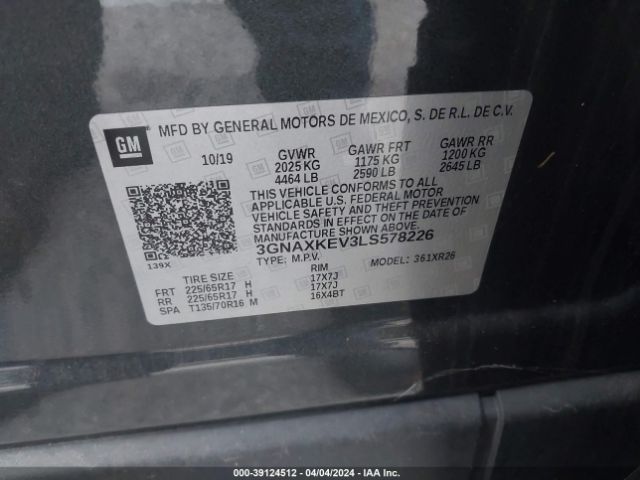 GM
MFD BY GENERAL MOTORS DE MEXICO, S. DE R.L. DE C.V.
10/19 GVWR GAWR FRT GAWR RR
2025 KG 1175 KG 1200 KG
4464 LB 2590 LB 2645 LB
THIS VEHICLE CONFORMS TO ALL
APPLICABLE U.S. FEDERAL MOTOR
VEHICLE SAFETY AND THEFT PREVENTION
STANDARDS IN EFFECT ON THE DATE OF
MANUFACTURE SHOWN ABOVE.
3GNAXKEV3LS578226
139X
TYPE: M.P.V. MODEL: 361XR26
TIRE SIZE RIM
FRT 225/65R17 H 17X7J
RR 225/65R17 H 17X7J
SPA T135/70R16 M 16X4BT
000-39124512 - 04/04/2024 - IAA Inc.